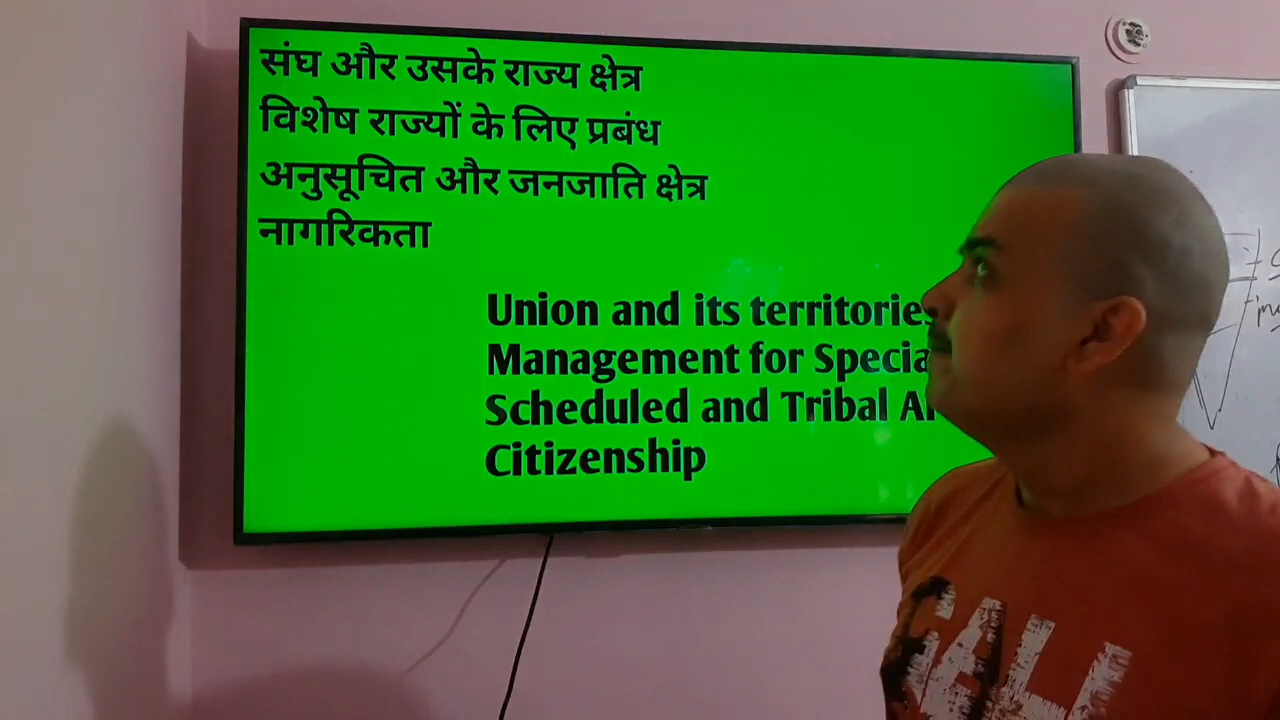 संघ और उसके राज्य क्षेत्र
विशेष राज्यों के लिए प्रबंध
अनुसूचित और जनजाति क्षेत्र
नागरिकता
Union and its territories
Management for
Scheduled and Tribal
Citizenship